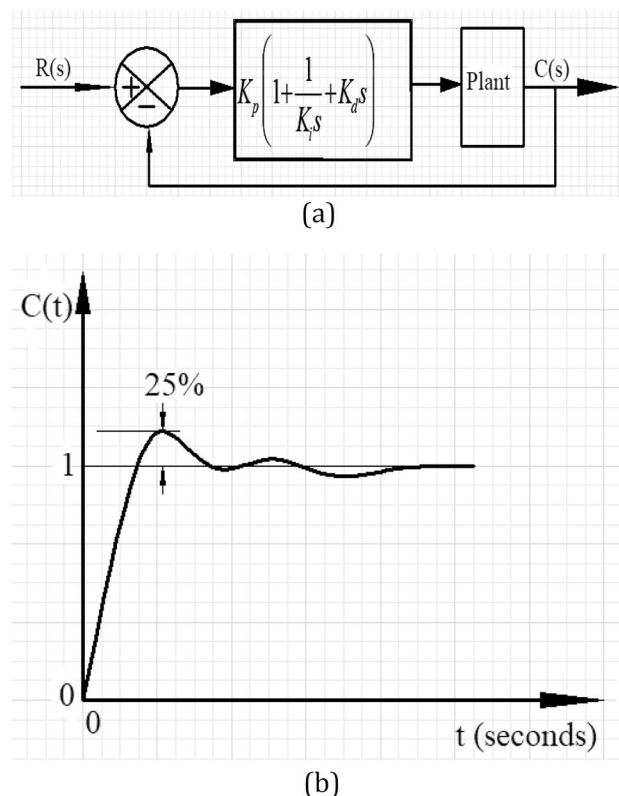 R(s)
+
−
K_p(1+1/(K_i s)+K_d s)
Plant
C(s)
(a)
C(t)
25%
1
0
0
t (seconds)
(b)